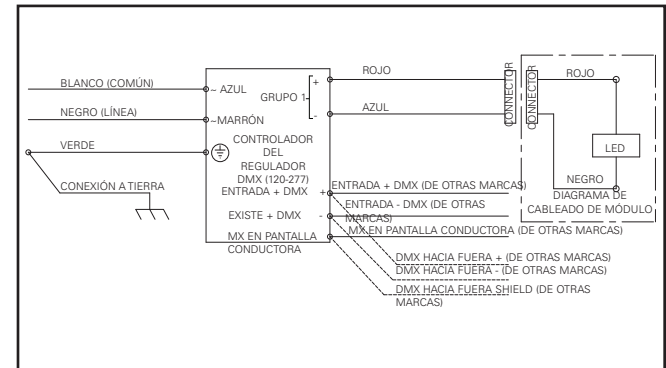 BLANCO (COMÚN)
NEGRO (LÍNEA)
VERDE
CONEXIÓN A TIERRA
~ AZUL
GRUPO 1
+
-
~MARRÓN
CONTROLADOR
DEL
REGULADOR
DMX (120-277)
ENTRADA + DMX +
EXISTE + DMX -
MX EN PANTALLA
CONDUCTORA
ROJO
AZUL
CONNECTOR
CONNECTOR
ROJO
LED
NEGRO
DIAGRAMA DE
CABLEADO DE MÓDULO
ENTRADA + DMX (DE OTRAS MARCAS)
ENTRADA - DMX (DE OTRAS
MARCAS)
MX EN PANTALLA CONDUCTORA (DE OTRAS MARCAS)
DMX HACIA FUERA + (DE OTRAS MARCAS)
DMX HACIA FUERA - (DE OTRAS MARCAS)
DMX HACIA FUERA SHIELD (DE OTRAS
MARCAS)